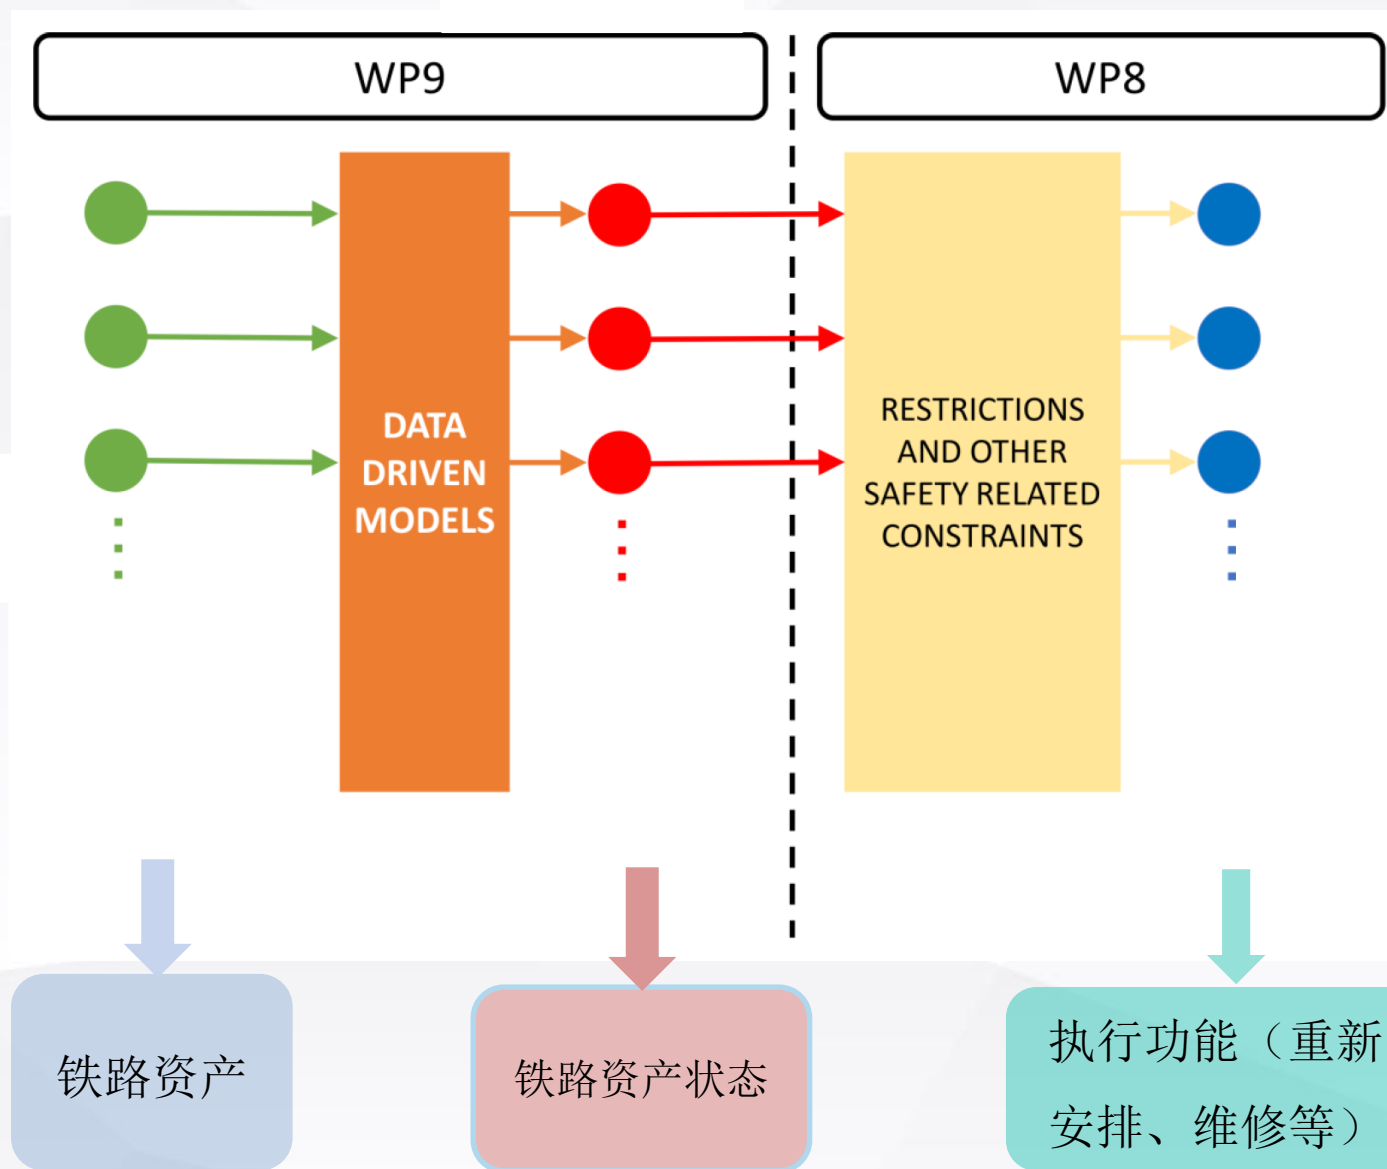 WP9
WP8
DATA
DRIVEN
MODELS
RESTRICTIONS
AND OTHER
SAFETY RELATED
CONSTRAINTS
铁路资产
铁路资产状态
执行功能（重新
安排、维修等）